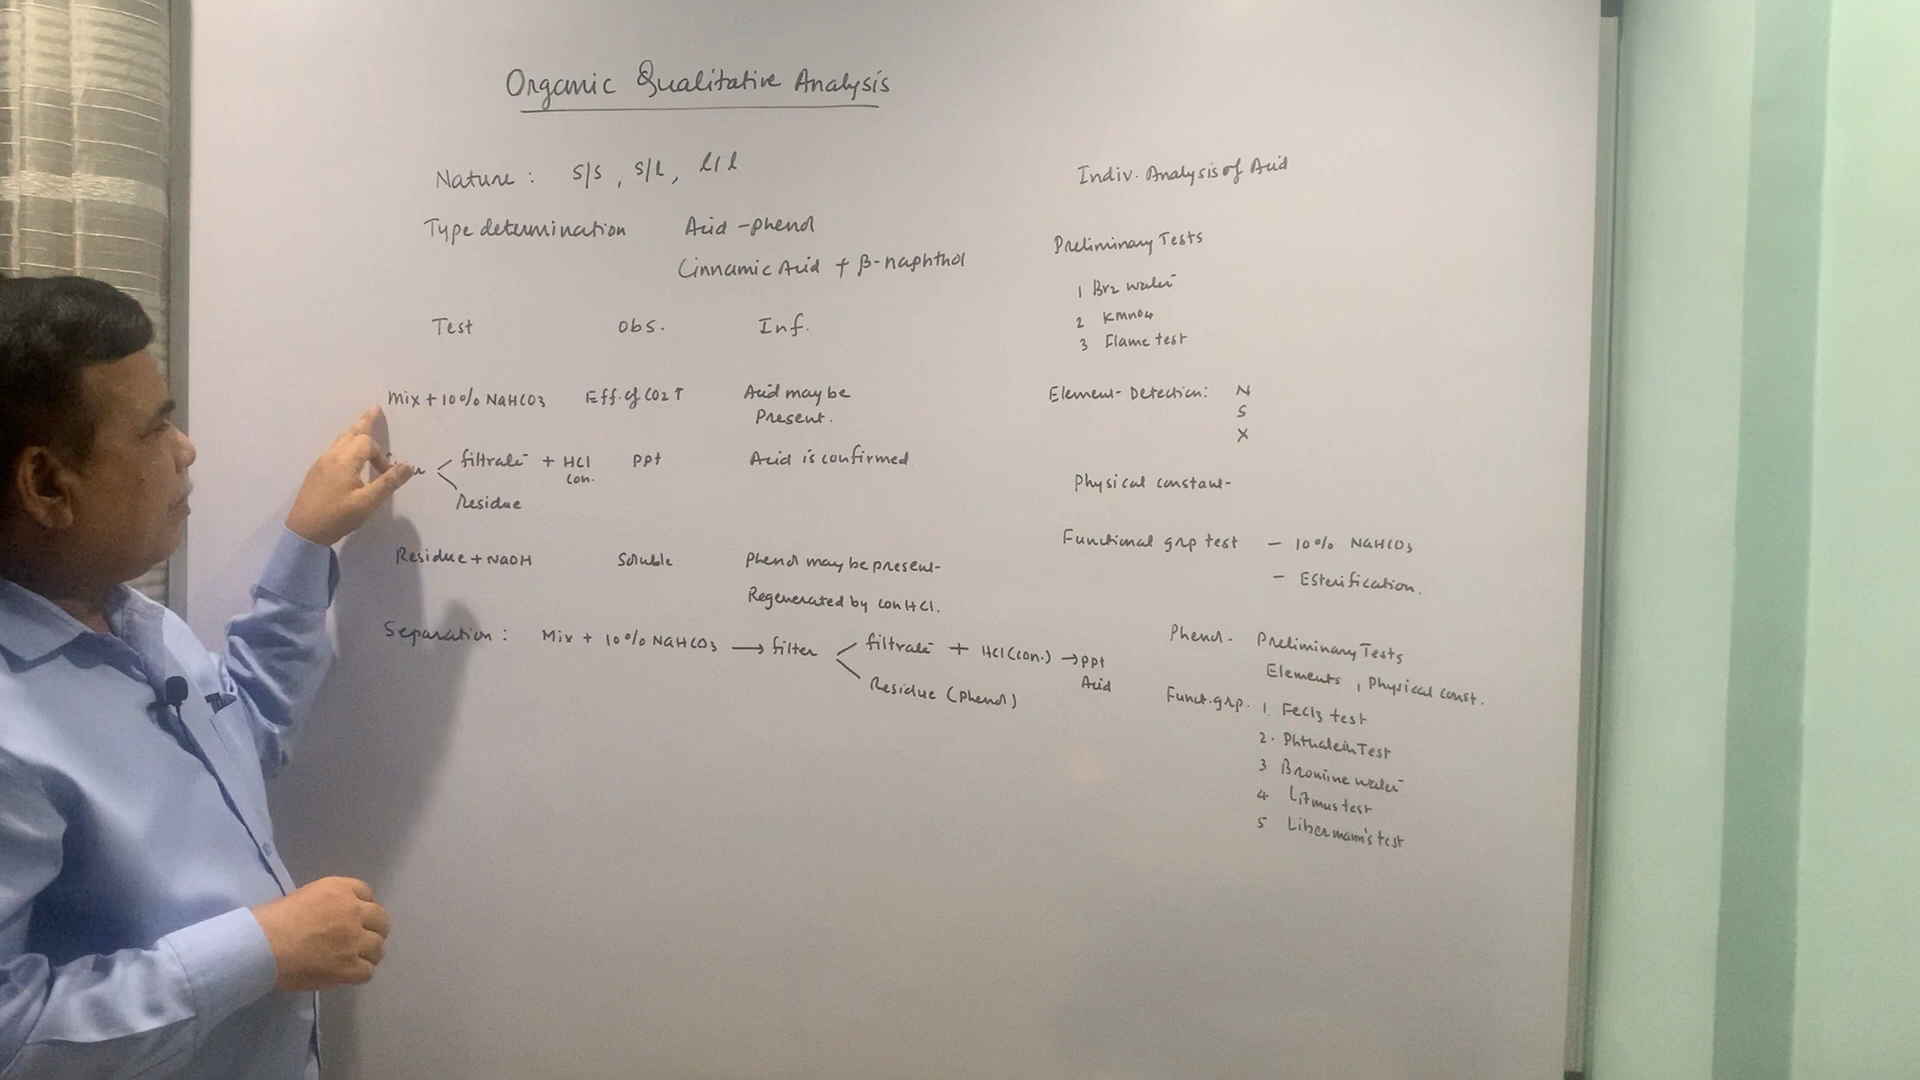 Organic Qualitative Analysis
Nature : S/S , S/L , l/l
Type determination Acid - phenol
Cinnamic Acid + β-naphthol
Test Obs. Inf.
Mix + 10% NaHCO3 Eff. of CO2 ↑ Acid may be
Present.
filtrate + HCl ppt Acid is confirmed
Con.
Residue
Residue + NaOH Soluble Phenol may be present
Regenerated by con HCl.
Separation : Mix + 10% NaHCO3 → filter filtrate + HCl (con.) → ppt
Acid
Residue (phenol)
Indiv. Analysis of Acid
Preliminary Tests
1 Br2 water
2 KMnO4
3 Flame test
Element Detection : N
S
X
Physical constant
Functional grp test - 10% NaHCO3
- Esterification.
Phenol - Preliminary Tests
Elements , Physical const.
Funct. grp. 1. FeCl3 test
2. Phthalein Test
3 Bromine water
4 Litmus test
5 Libermann's test